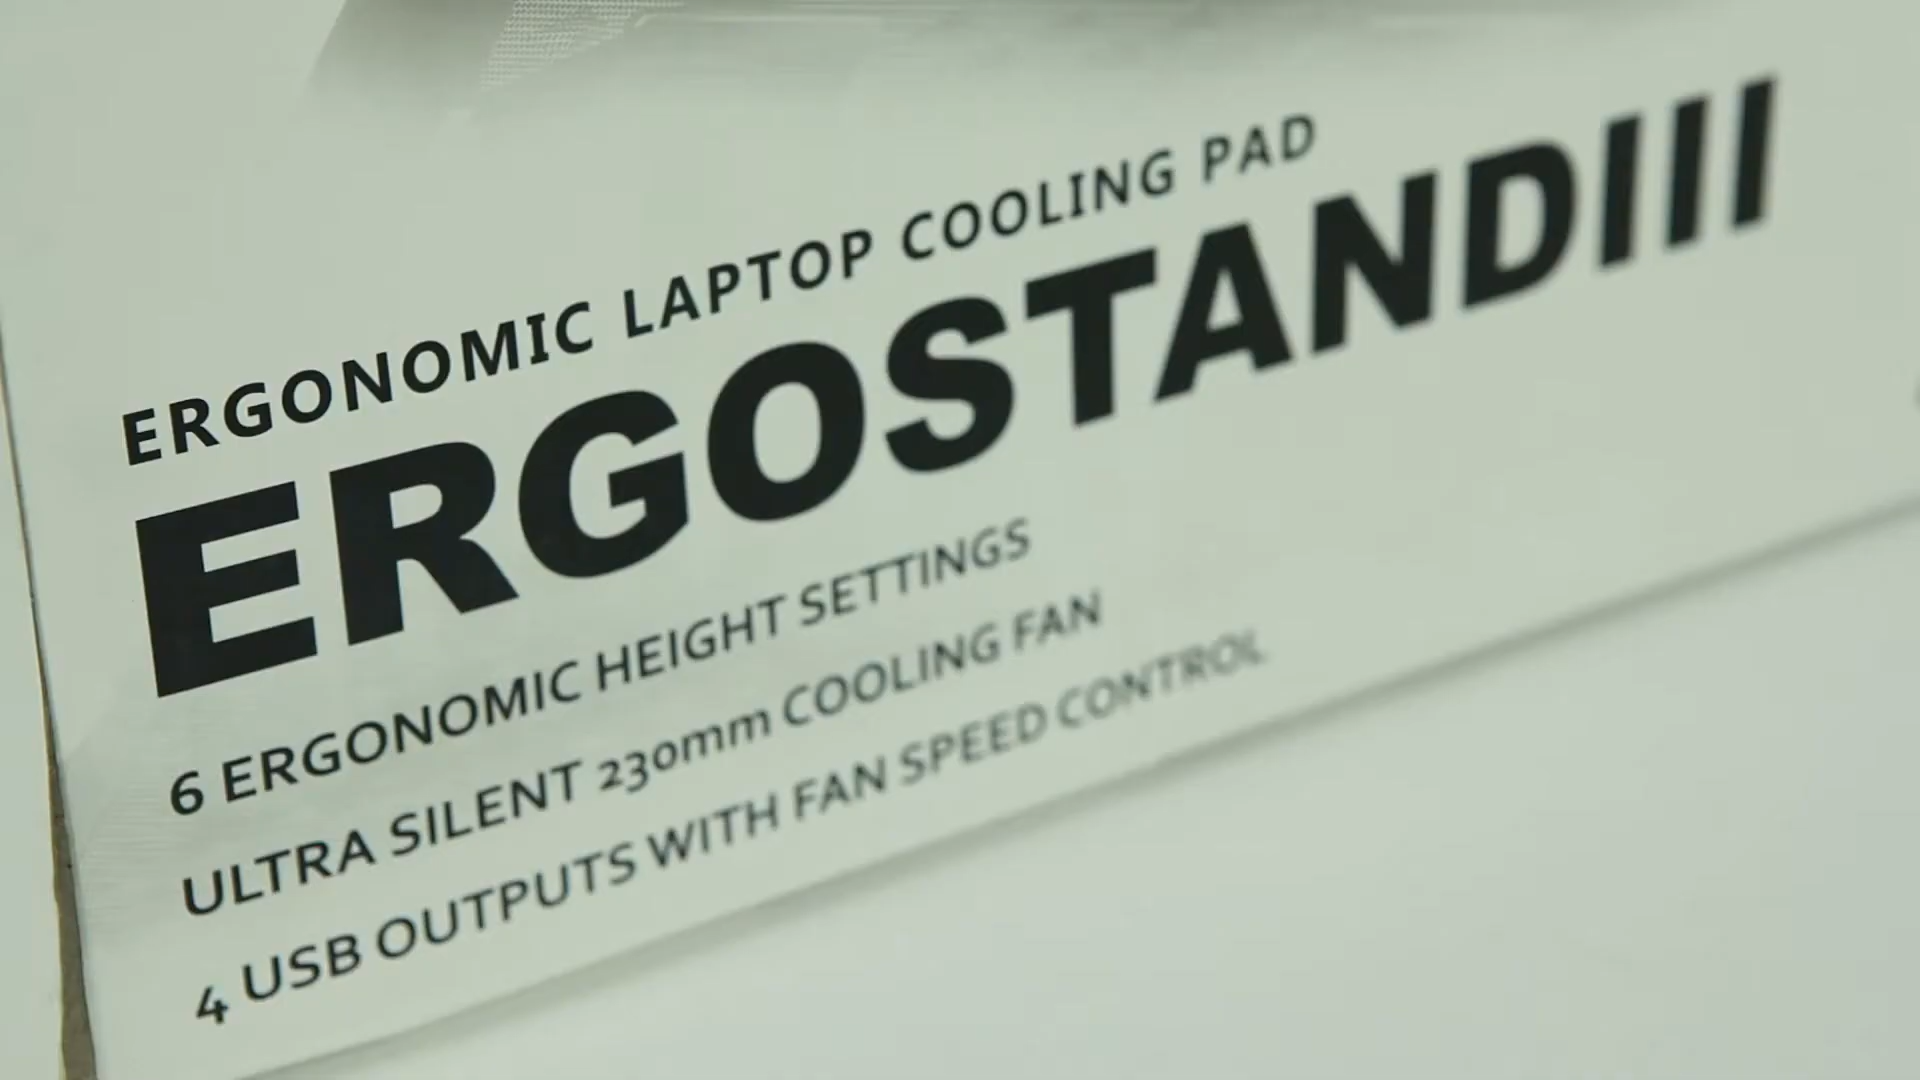 ERGONOMIC LAPTOP COOLING PAD
ERGOSTANDIII
6 ERGONOMIC HEIGHT SETTINGS
ULTRA SILENT 230mm COOLING FAN
4 USB OUTPUTS WITH FAN SPEED CONTROL